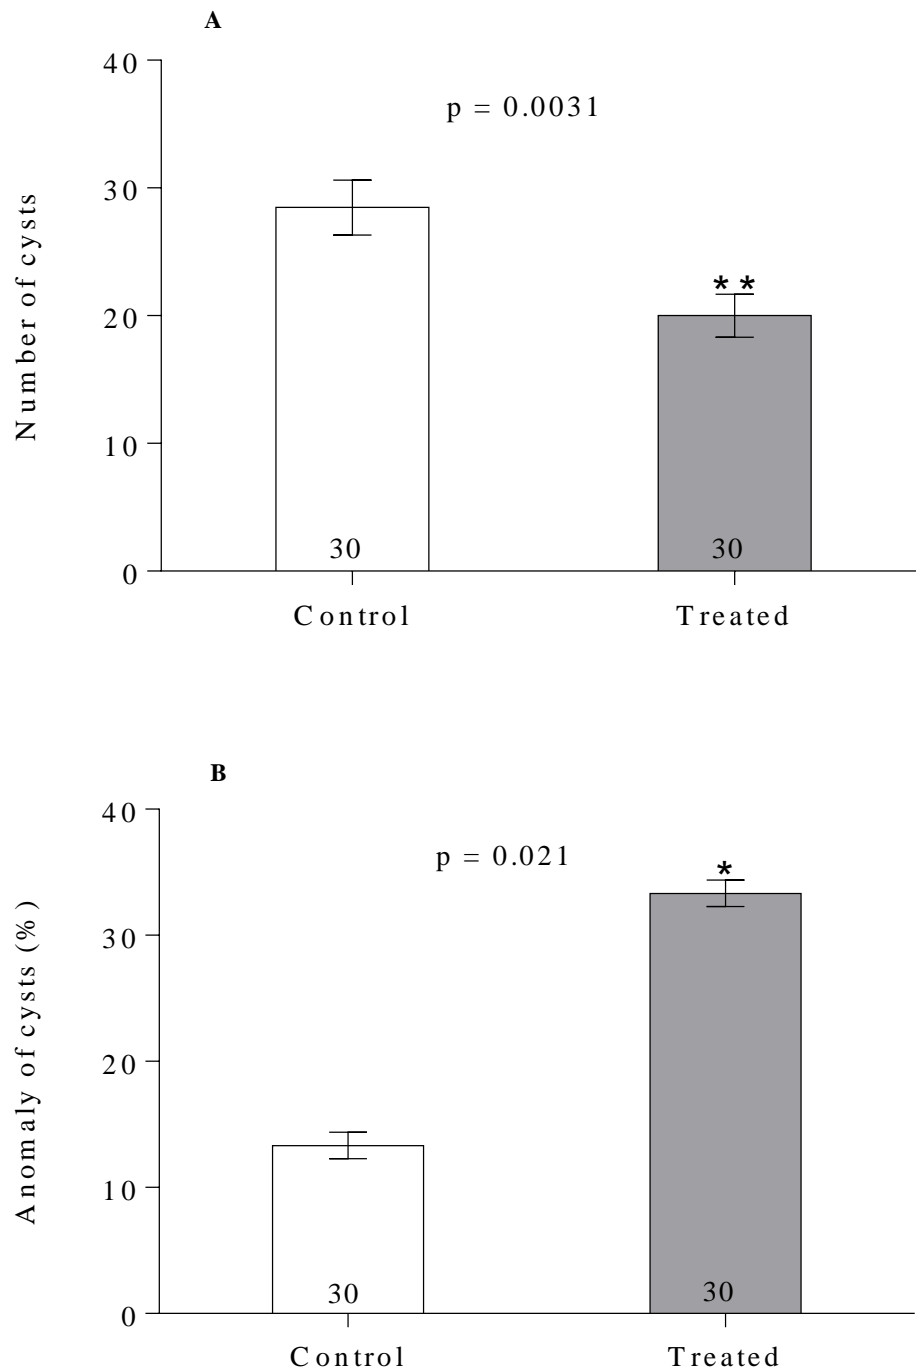 A
40
p = 0.0031
30
Number of cysts
**
20
10
30 30
0
Control Treated
B
40
p = 0.021
*
30
Anomaly of cysts (%)
20
10
30 30
0
Control Treated